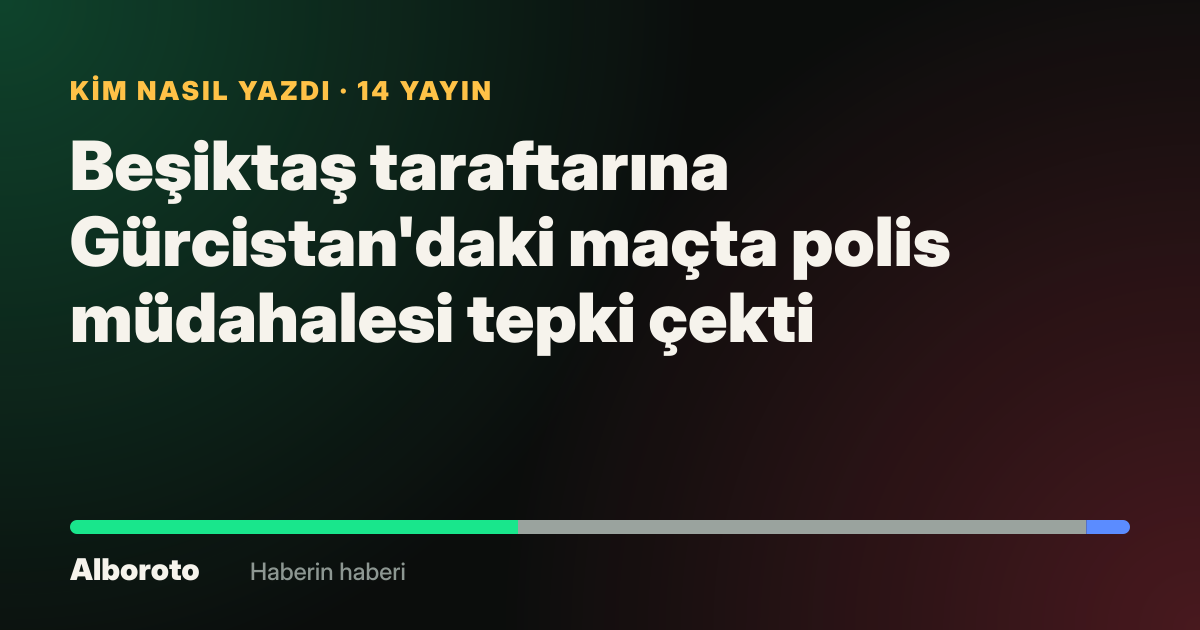 KİM NASIL YAZDI · 14 YAYIN
Beşiktaş taraftarına
Gürcistan'daki maçta polis
müdahalesi tepki çekti
Alboroto
Haberin haberi